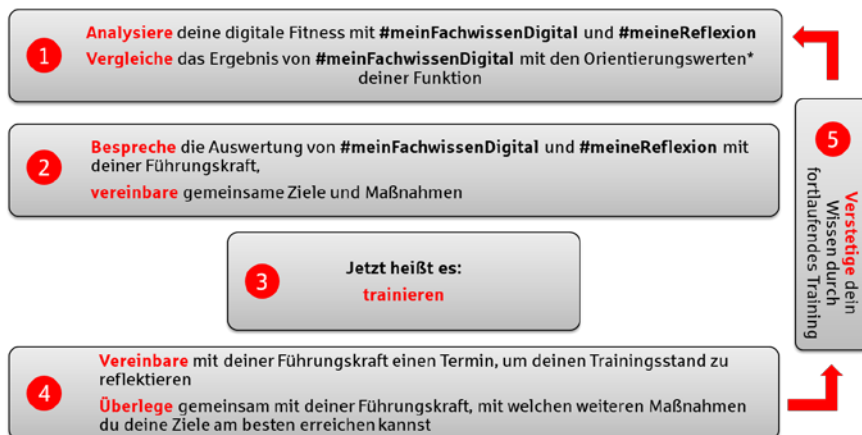 1
Analysiere deine digitale Fitness mit #meinFachwissenDigital und #meineReflexion
Vergleiche das Ergebnis von #meinFachwissenDigital mit den Orientierungswerten*
deiner Funktion
2
Bespreche die Auswertung von #meinFachwissenDigital und #meineReflexion mit
deiner Führungskraft,
vereinbare gemeinsame Ziele und Maßnahmen
3
Jetzt heißt es:
trainieren
4
Vereinbare mit deiner Führungskraft einen Termin, um deinen Trainingsstand zu
reflektieren
Überlege gemeinsam mit deiner Führungskraft, mit welchen weiteren Maßnahmen
du deine Ziele am besten erreichen kannst
5
Verstetige dein
Wissen durch
fortlaufendes Training